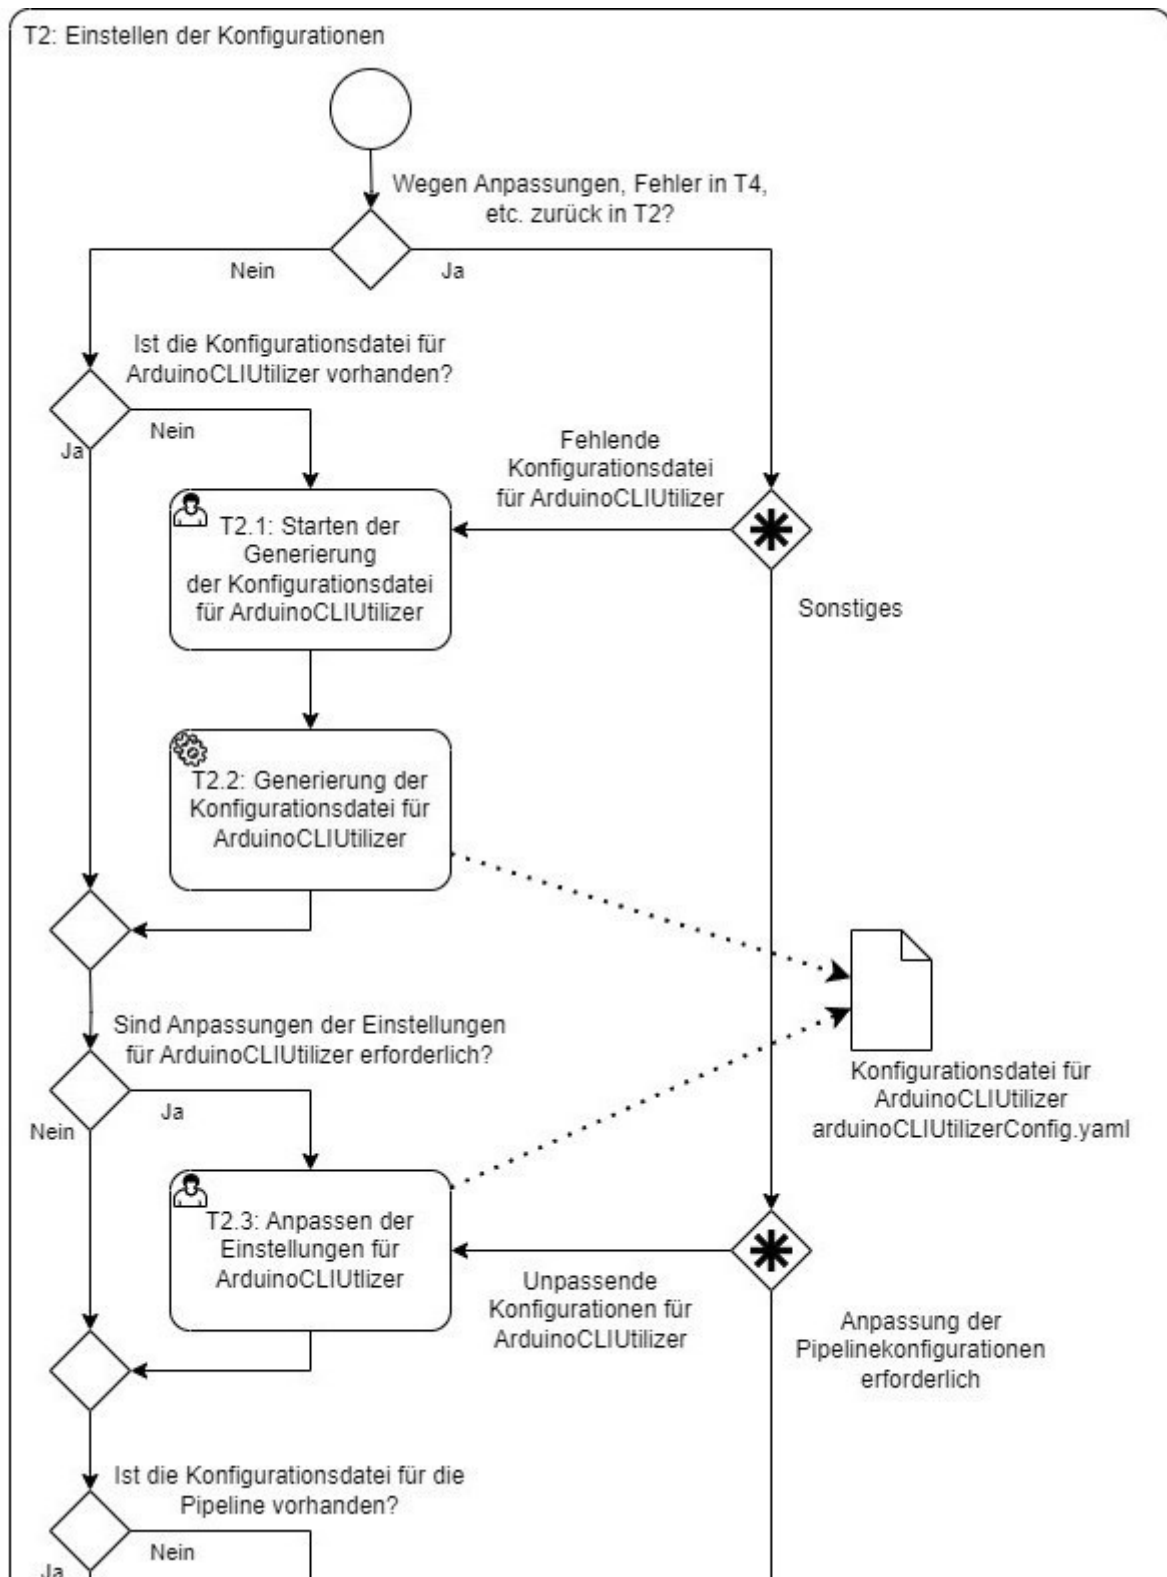 T2: Einstellen der Konfigurationen
Wegen Anpassungen, Fehler in T4,
etc. zurück in T2?
Nein
Ja
Ist die Konfigurationsdatei für
ArduinoCLIUtilizer vorhanden?
Nein
Ja
Fehlende
Konfigurationsdatei
für ArduinoCLIUtilizer
T2.1: Starten der
Generierung
der Konfigurationsdatei
für ArduinoCLIUtilizer
Sonstiges
T2.2: Generierung der
Konfigurationsdatei für
ArduinoCLIUtilizer
Sind Anpassungen der Einstellungen
für ArduinoCLIUtilizer erforderlich?
Ja
Nein
Konfigurationsdatei für
ArduinoCLIUtilizer
arduinoCLIUtilizerConfig.yaml
T2.3: Anpassen der
Einstellungen für
ArduinoCLIUtlizer
Unpassende
Konfigurationen für
ArduinoCLIUtilizer
Anpassung der
Pipelinekonfigurationen
erforderlich
Ist die Konfigurationsdatei für die
Pipeline vorhanden?
Nein
Ja